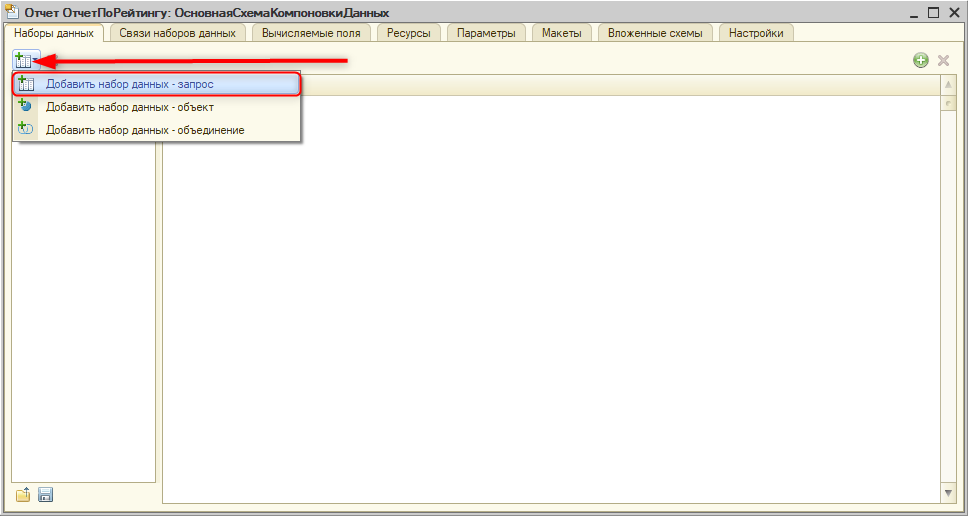 Отчет ОтчетПоРейтингу: ОсновнаяСхемаКомпоновкиДанных
Наборы данных Связи наборов данных Вычисляемые поля Ресурсы Параметры Макеты Вложенные схемы Настройки
Добавить набор данных - запрос
Добавить набор данных - объект
Добавить набор данных - объединение